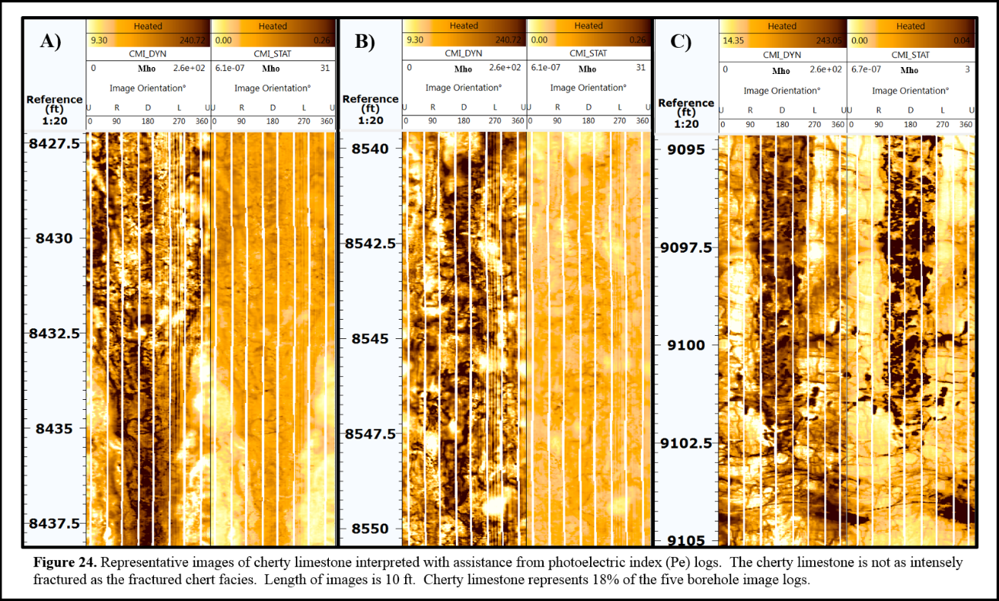 A)
Heated
9.30 240.72
CMI_DYN
0 Mho 2.6e+02
Image Orientation°
U R D L U
0 90 180 270 360
Heated
0.00 0.26
CMI_STAT
6.1e-07 Mho 31
Image Orientation°
R D L U
0 90 180 270 360
Reference
(ft)
1:20
8427.5
8430
8432.5
8435
8437.5
B)
Heated
9.30 240.72
CMI_DYN
0 Mho 2.6e+02
Image Orientation°
U R D L U
0 90 180 270 360
Heated
0.00 0.26
CMI_STAT
6.1e-07 Mho 31
Image Orientation°
R D L U
0 90 180 270 360
Reference
(ft)
1:20
8540
8542.5
8545
8547.5
8550
C)
Heated
14.35 243.05
CMI_DYN
0 Mho 2.6e+02
Image Orientation°
U R D L U
0 90 180 270 360
Heated
0.00 0.04
CMI_STAT
6.7e-07 Mho 3
Image Orientation°
U R D L U
0 90 180 270 360
Reference
(ft)
1:20
9095
9097.5
9100
9102.5
9105
Figure 24. Representative images of cherty limestone interpreted with assistance from photoelectric index (Pe) logs. The cherty limestone is not as intensely
fractured as the fractured chert facies. Length of images is 10 ft. Cherty limestone represents 18% of the five borehole image logs.